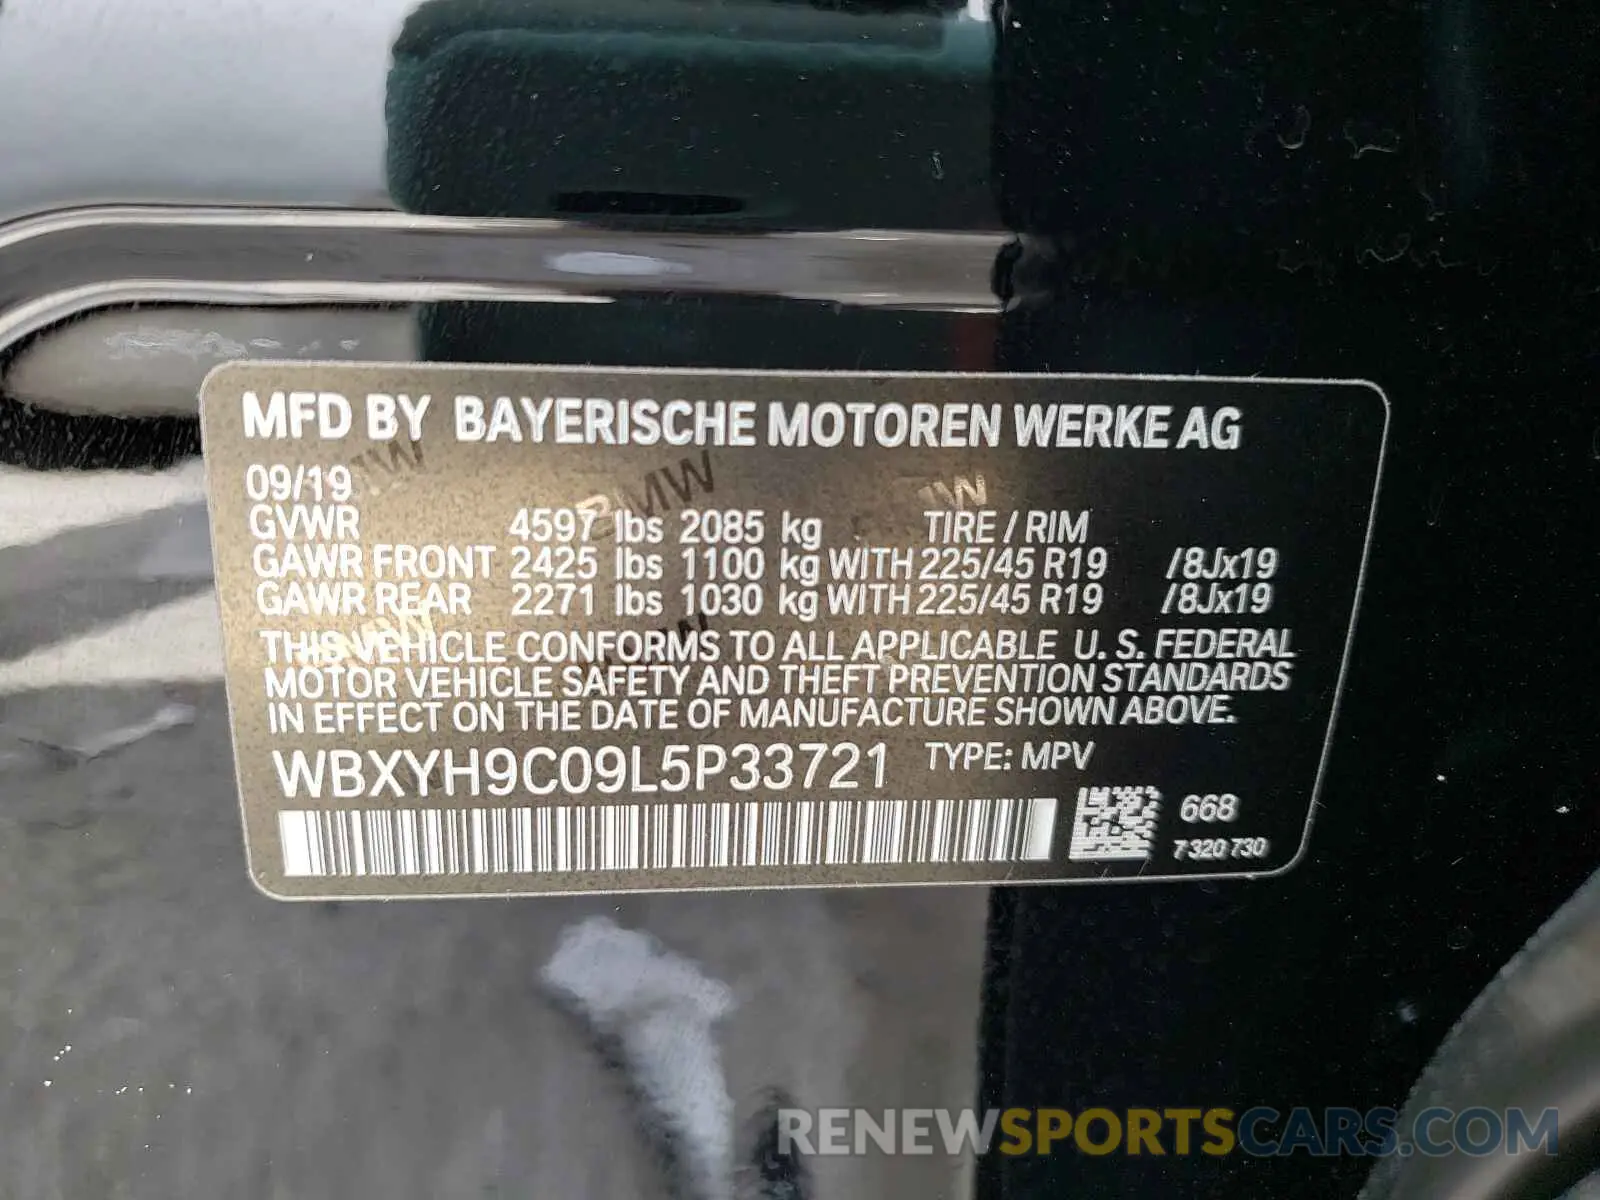 MFD BY BAYERISCHE MOTOREN WERKE AG
09/19
GVWR 4597 lbs 2085 kg TIRE / RIM
GAWR FRONT 2425 lbs 1100 kg WITH 225/45 R19 /8Jx19
GAWR REAR 2271 lbs 1030 kg WITH 225/45 R19 /8Jx19
THIS VEHICLE CONFORMS TO ALL APPLICABLE U. S. FEDERAL
MOTOR VEHICLE SAFETY AND THEFT PREVENTION STANDARDS
IN EFFECT ON THE DATE OF MANUFACTURE SHOWN ABOVE.
WBXYH9C09L5P33721 TYPE: MPV
668
7 320 730
RENEWSPORTSCARS.COM